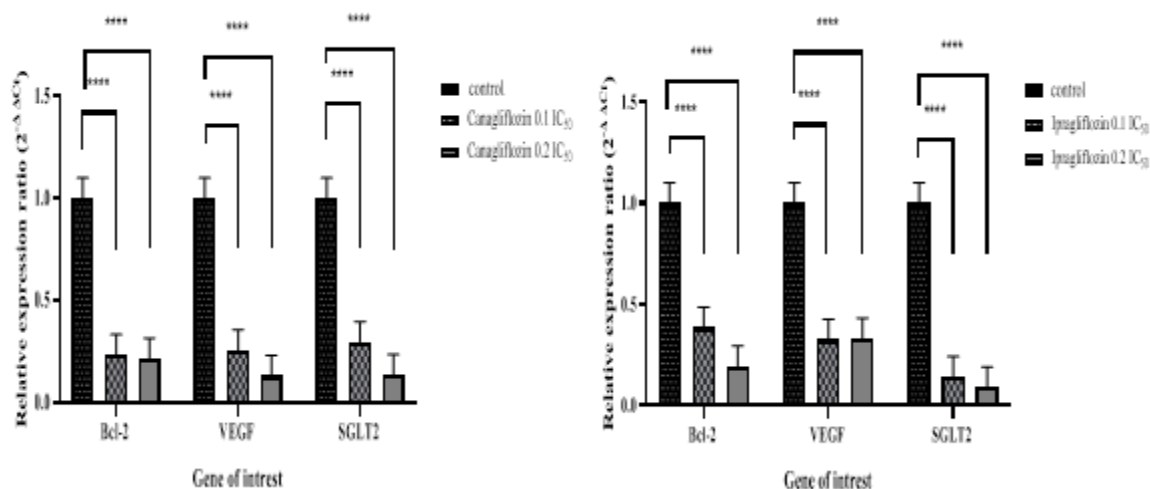 ****
****
****
****
****
****
Relative expression ratio (2^-Δ ΔCt)
1.5
1.0
0.5
0.0
Bcl-2
VEGF
SGLT2
Gene of intrest
control
Canagliflozin 0.1 IC50
Canagliflozin 0.2 IC50
****
****
****
****
****
****
Relative expression ratio (2^-Δ ΔCt)
1.5
1.0
0.5
0.0
Bcl-2
VEGF
SGLT2
Gene of intrest
control
Ipragliflozin 0.1 IC50
Ipragliflozin 0.2 IC50